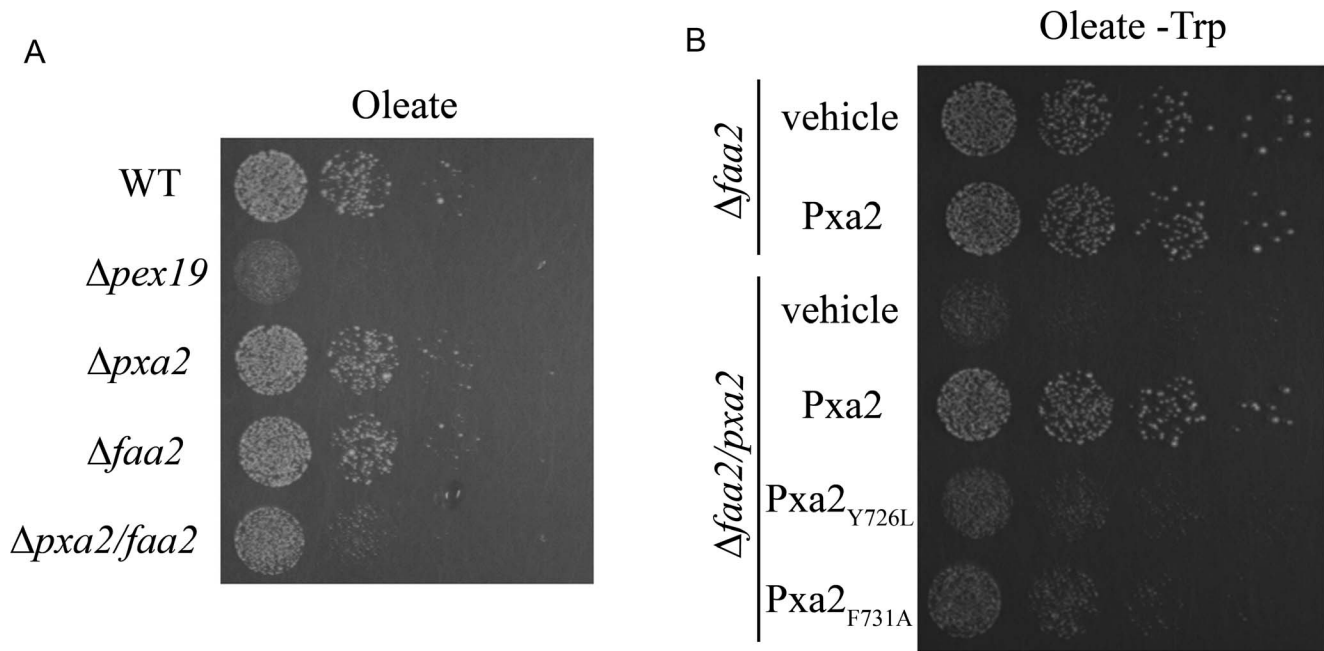 A
Oleate
WT
Δpex19
Δpxa2
Δfaa2
Δpxa2/faa2
B
Oleate -Trp
Δfaa2
vehicle
Pxa2
Δfaa2/pxa2
vehicle
Pxa2
Pxa2Y726L
Pxa2F731A